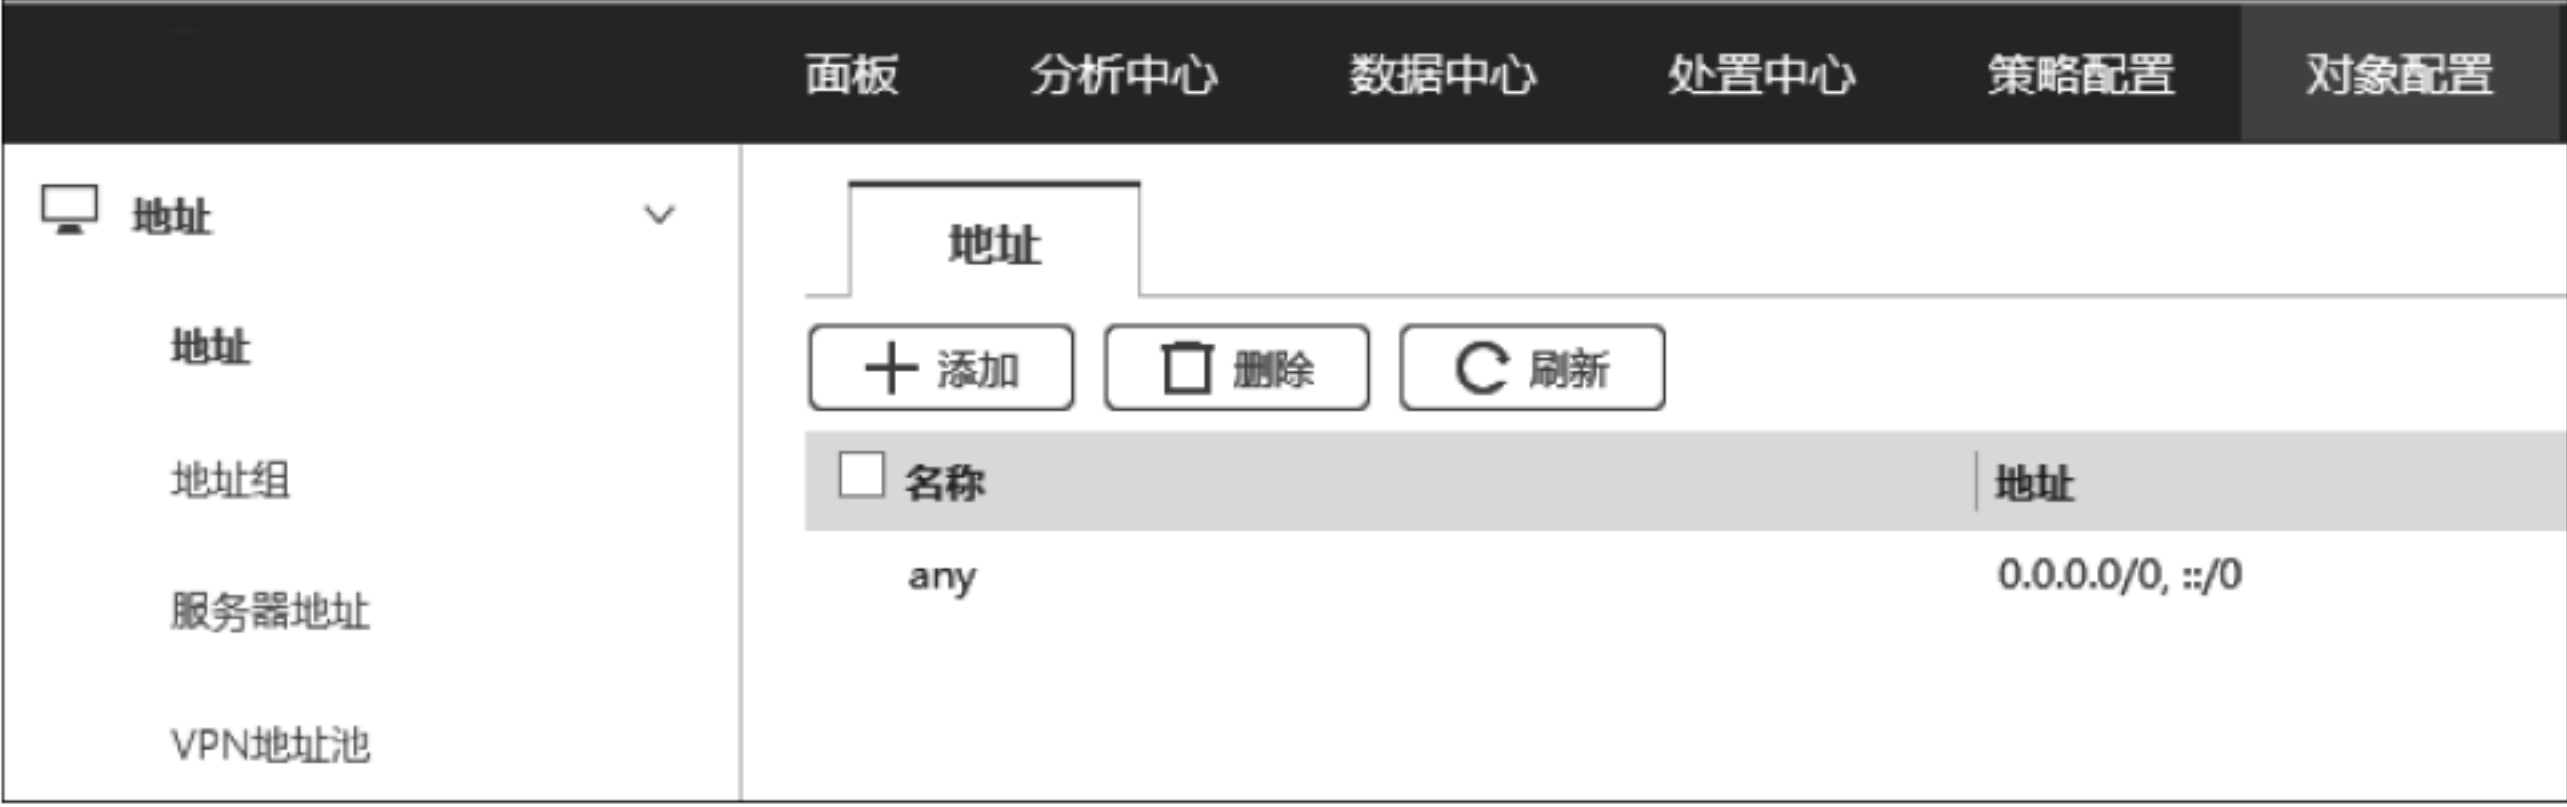 面板 分析中心 数据中心 处置中心 策略配置 对象配置
地址
地址
地址组
服务器地址
VPN地址池
地址
添加 删除 刷新
名称 地址
any 0.0.0.0/0, ::/0